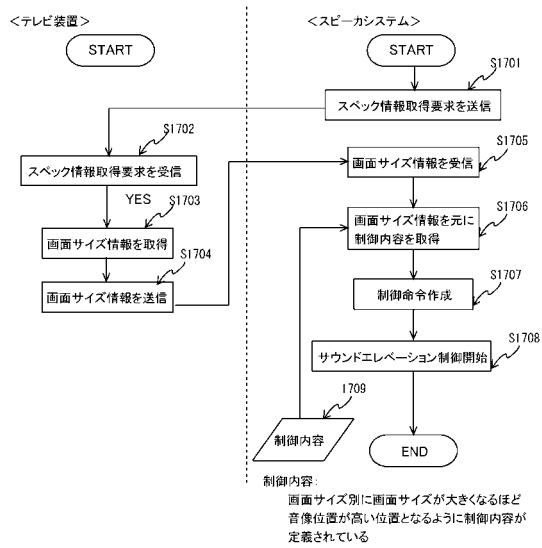 ＜テレビ装置＞
START
S1702
スペック情報取得要求を受信
YES
S1703
画面サイズ情報を取得
S1704
画面サイズ情報を送信
＜スピーカシステム＞
START
S1701
スペック情報取得要求を送信
S1705
画面サイズ情報を受信
S1706
画面サイズ情報を元に
制御内容を取得
S1707
制御命令作成
S1708
サウンドエレベーション制御開始
1709
制御内容
END
制御内容：
画面サイズ別に画面サイズが大きくなるほど
音像位置が高い位置となるように制御内容が
定義されている